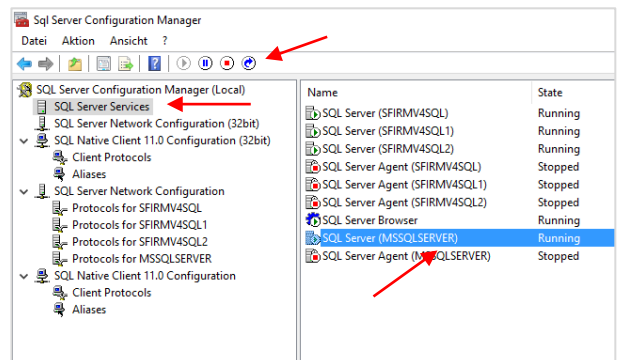 Sql Server Configuration Manager
Datei Aktion Ansicht ?
SQL Server Configuration Manager (Local)
SQL Server Services
SQL Server Network Configuration (32bit)
SQL Native Client 11.0 Configuration (32bit)
Client Protocols
Aliases
SQL Server Network Configuration
Protocols for SFIRMV4SQL
Protocols for SFIRMV4SQL1
Protocols for SFIRMV4SQL2
Protocols for MSSQLSERVER
SQL Native Client 11.0 Configuration
Client Protocols
Aliases
Name State
SQL Server (SFIRMV4SQL) Running
SQL Server (SFIRMV4SQL1) Running
SQL Server (SFIRMV4SQL2) Running
SQL Server Agent (SFIRMV4SQL) Stopped
SQL Server Agent (SFIRMV4SQL1) Stopped
SQL Server Agent (SFIRMV4SQL2) Stopped
SQL Server Browser Running
SQL Server (MSSQLSERVER) Running
SQL Server Agent (MSSQLSERVER) Stopped